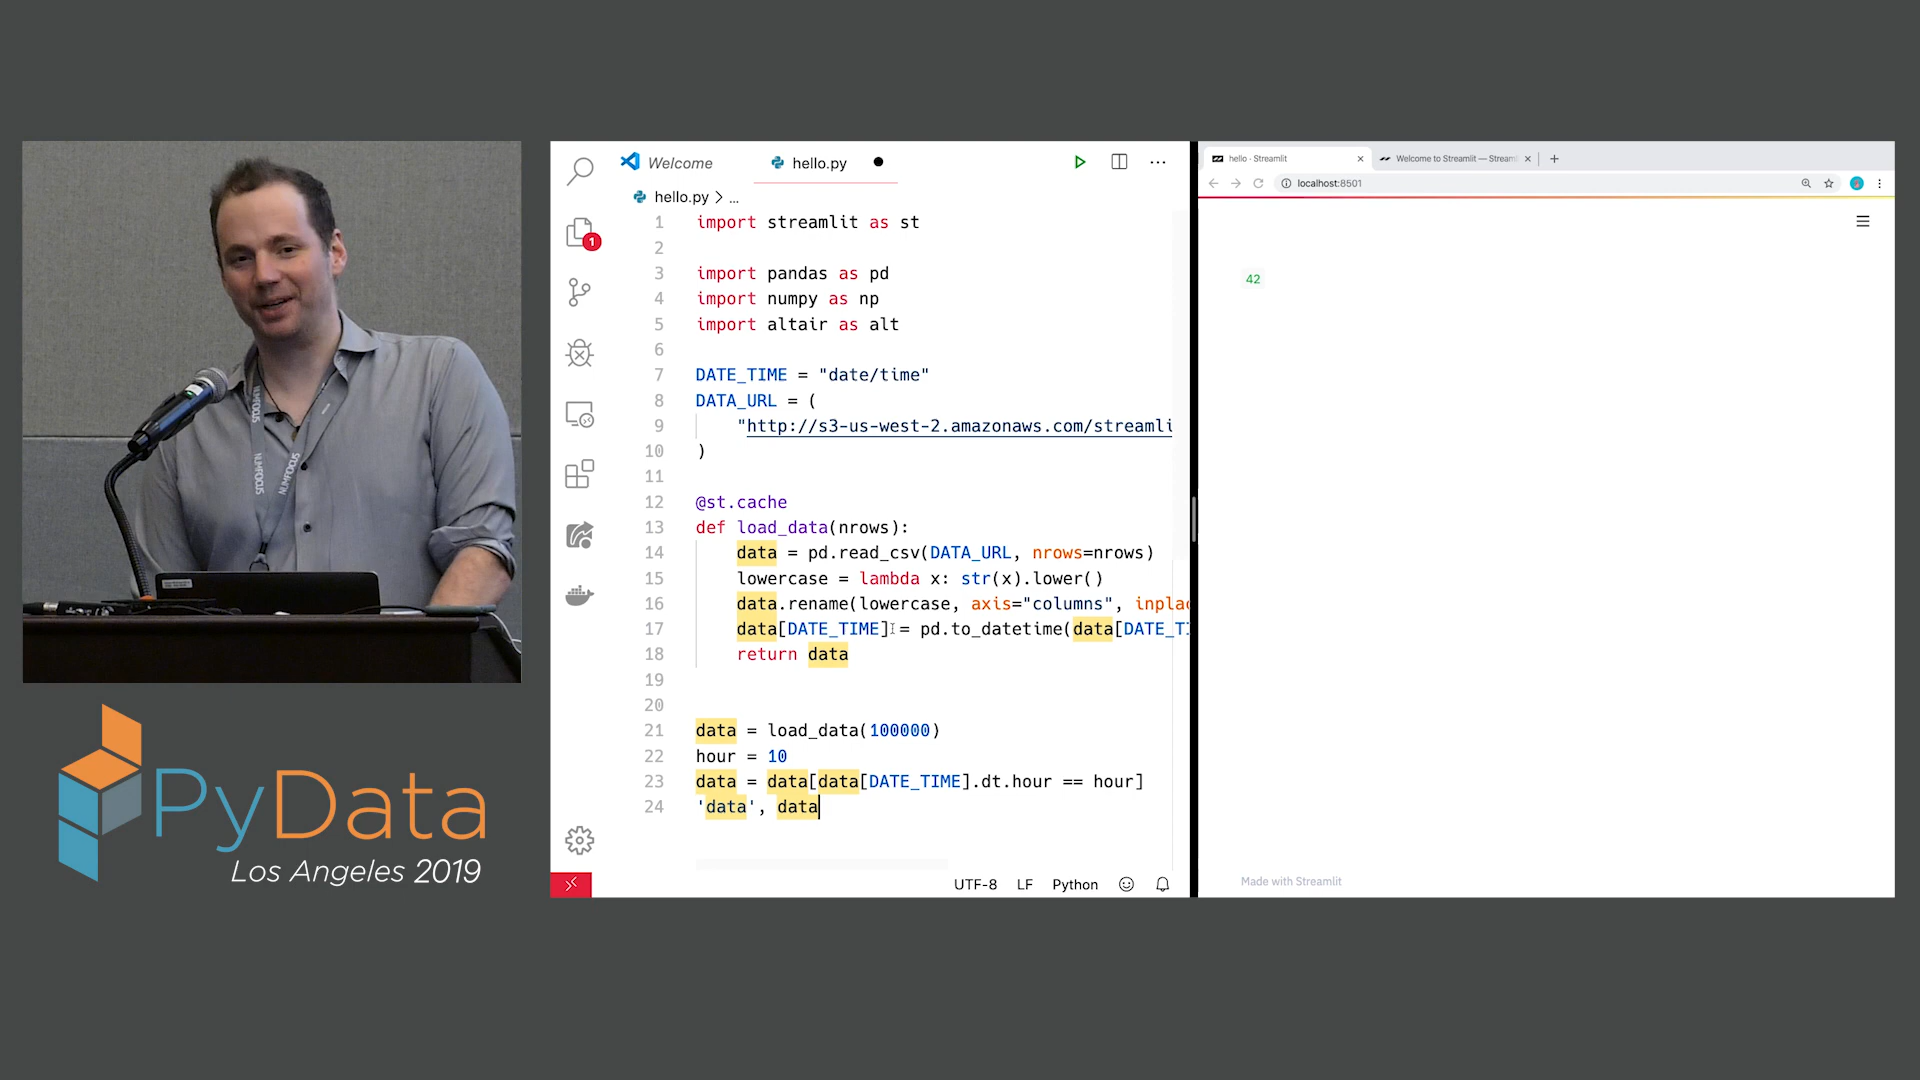 NUMFOCUS
NUMFOCUS
NUMFOCUS
PyData
Los Angeles 2019
Welcome
hello.py
hello.py > ...
1
1 import streamlit as st
2
3 import pandas as pd
4 import numpy as np
5 import altair as alt
6
7 DATE_TIME = "date/time"
8 DATA_URL = (
9 "http://s3-us-west-2.amazonaws.com/streamli
10 )
11
12 @st.cache
13 def load_data(nrows):
14 data = pd.read_csv(DATA_URL, nrows=nrows)
15 lowercase = lambda x: str(x).lower()
16 data.rename(lowercase, axis="columns", inplac
17 data[DATE_TIME] = pd.to_datetime(data[DATE_TI
18 return data
19
20
21 data = load_data(100000)
22 hour = 10
23 data = data[data[DATE_TIME].dt.hour == hour]
24 'data', data
UTF-8 LF Python
hello · Streamlit
Welcome to Streamlit — Stream
localhost:8501
42
Made with Streamlit